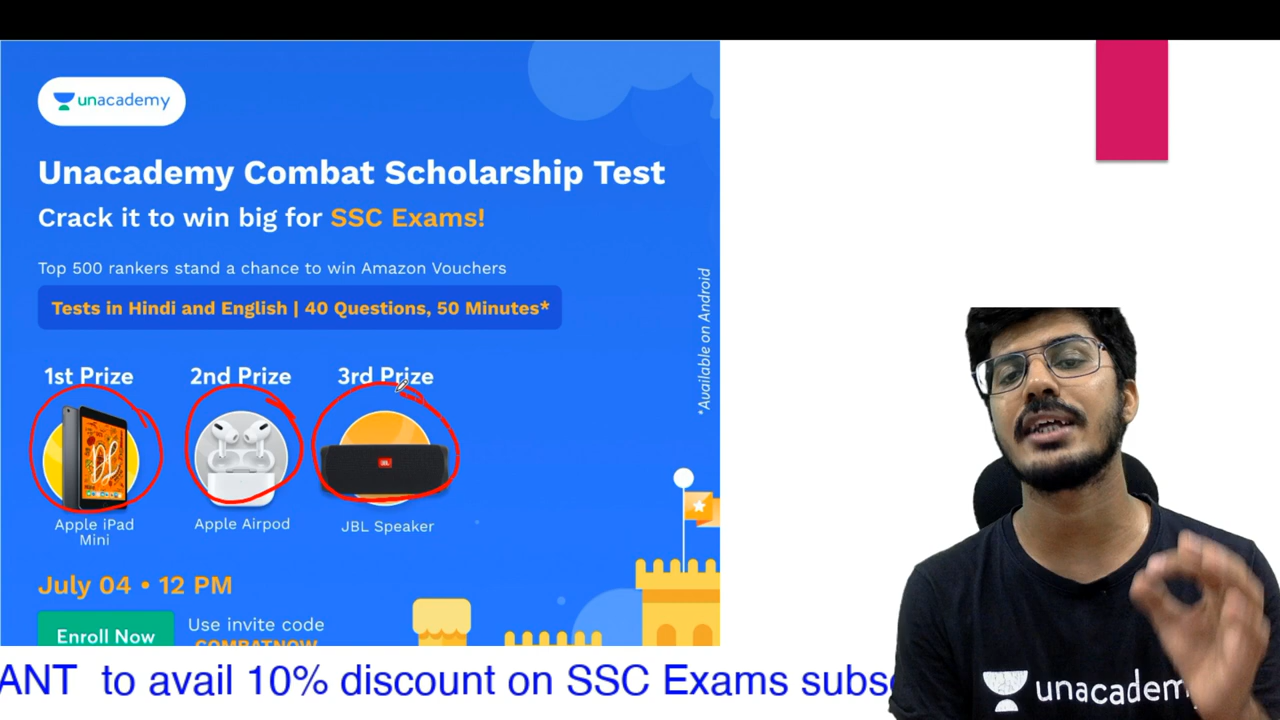 unacademy
Unacademy Combat Scholarship Test
Crack it to win big for SSC Exams!
Top 500 rankers stand a chance to win Amazon Vouchers
Tests in Hindi and English | 40 Questions, 50 Minutes*
*Available on Android
1st Prize
2nd Prize
3rd Prize
JBL
Apple iPad
Mini
Apple Airpod
JBL Speaker
July 04 • 12 PM
Enroll Now
Use invite code
COMBATNOW
ANT to avail 10% discount on SSC Exams subs
unacadem